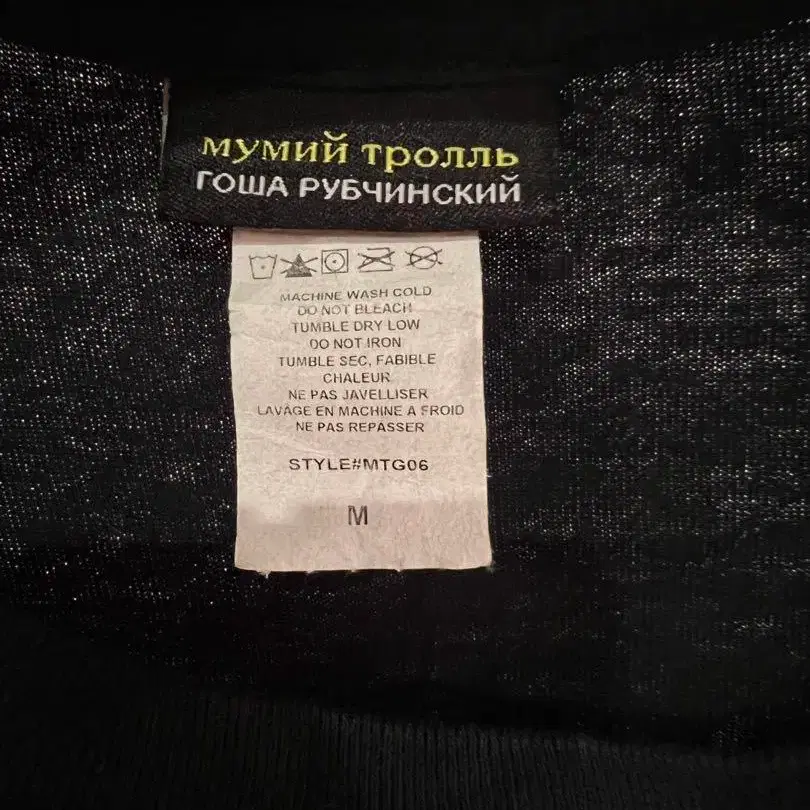 мумий тролль
ГОША РУБЧИНСКИЙ
MACHINE WASH COLD
DO NOT BLEACH
TUMBLE DRY LOW
DO NOT IRON
TUMBLE SEC, FABIBLE
CHALEUR
NE PAS JAVELLISER
LAVAGE EN MACHINE A FROID
NE PAS REPASSER
STYLE#MTG06
M